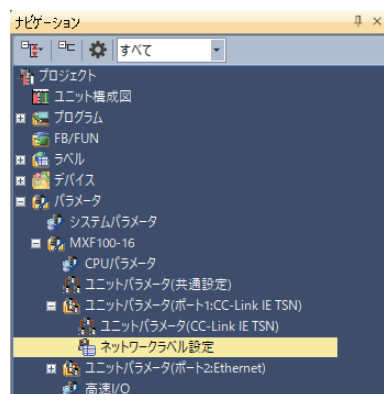 ナビゲーション
すべて
プロジェクト
ユニット構成図
プログラム
FB/FUN
ラベル
デバイス
パラメータ
システムパラメータ
MXF100-16
CPUパラメータ
ユニットパラメータ(共通設定)
ユニットパラメータ(ポート1:CC-Link IE TSN)
ユニットパラメータ(CC-Link IE TSN)
ネットワークラベル設定
ユニットパラメータ(ポート2:Ethernet)
高速I/O